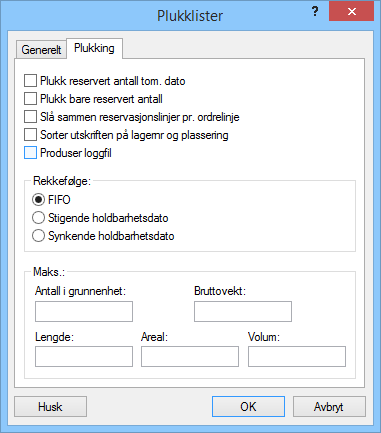 Plukklister
Generelt Plukking
Plukk reservert antall tom. dato
Plukk bare reservert antall
Slå sammen reservasjonslinjer pr. ordrelinje
Sorter utskriften på lagernr og plassering
Produser loggfil
Rekkefølge:
FIFO
Stigende holdbarhetsdato
Synkende holdbarhetsdato
Maks.:
Antall i grunnenhet: Bruttovekt:
Lengde: Areal: Volum:
Husk OK Avbryt